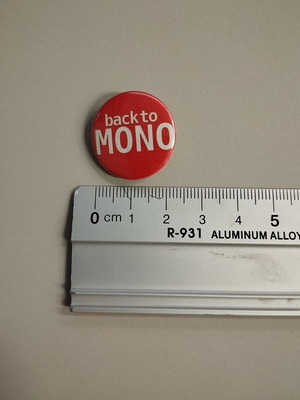 back to
MONO
0 cm 1 2 3 4 5
R-931 ALUMINUM ALLOY